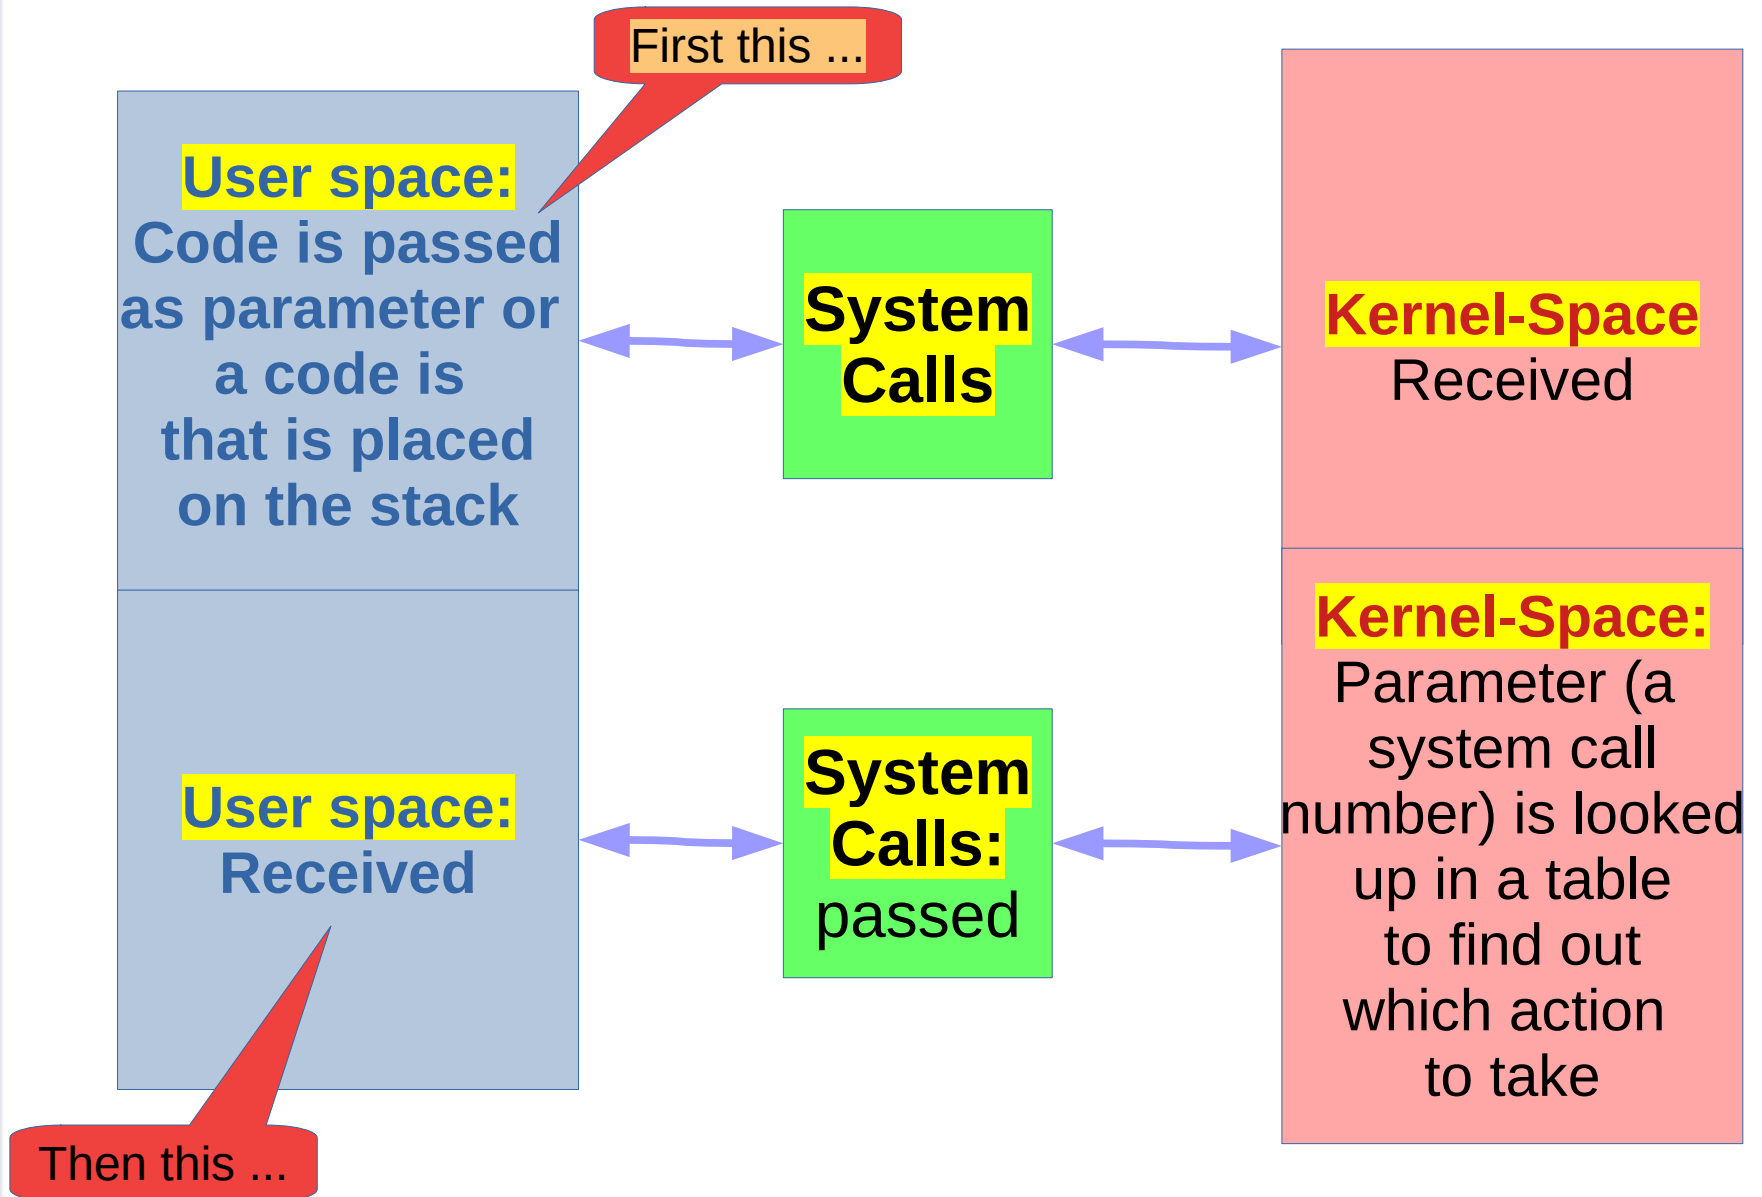 First this ...
User space:
Code is passed
as parameter or
a code is
that is placed
on the stack
System
Calls
Kernel-Space
Received
User space:
Received
System
Calls:
passed
Kernel-Space:
Parameter (a
system call
number) is looked
up in a table
to find out
which action
to take
Then this ...